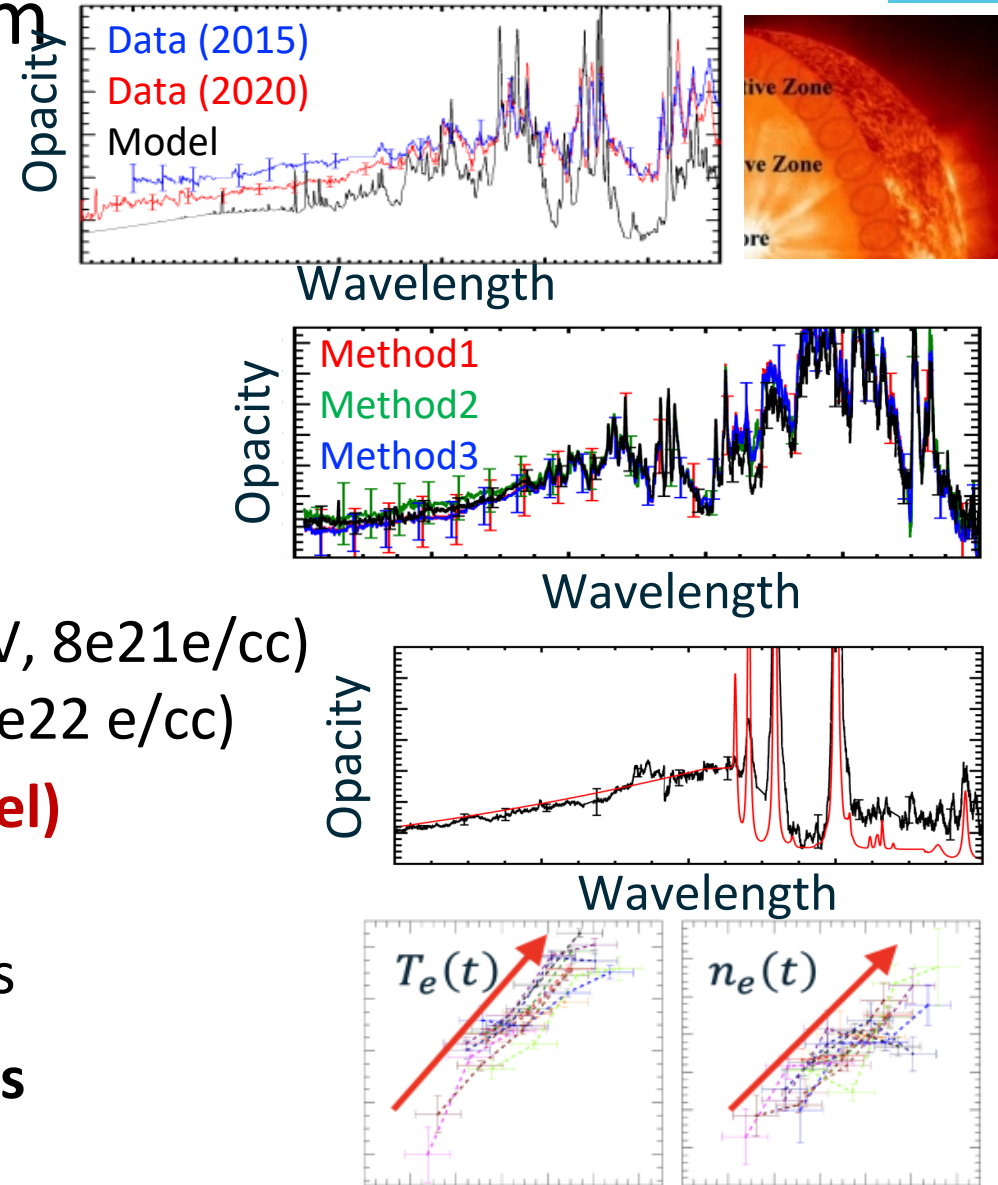 m
Opacity
Data (2015)
Data (2020)
Model
Wavelength
tive Zone
ve Zone
ore
Opacity
Method1
Method2
Method3
Wavelength
V, 8e21e/cc)
e22 e/cc)
el)
s
s
Opacity
Wavelength
Te(t)
ne(t)